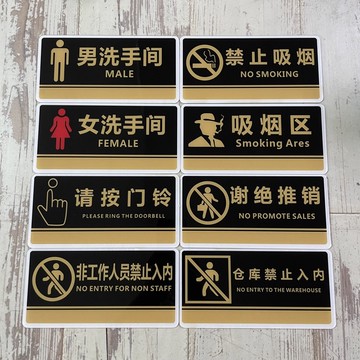 男洗手间
MALE
禁止吸烟
NO SMOKING
女洗手间
FEMALE
吸烟区
Smoking Ares
请按门铃
PLEASE RING THE DOORBELL
谢绝推销
NO PROMOTE SALES
非工作人员禁止入内
NO ENTRY FOR NON STAFF
仓库禁止入内
NO ENTRY TO THE WAREHOUSE